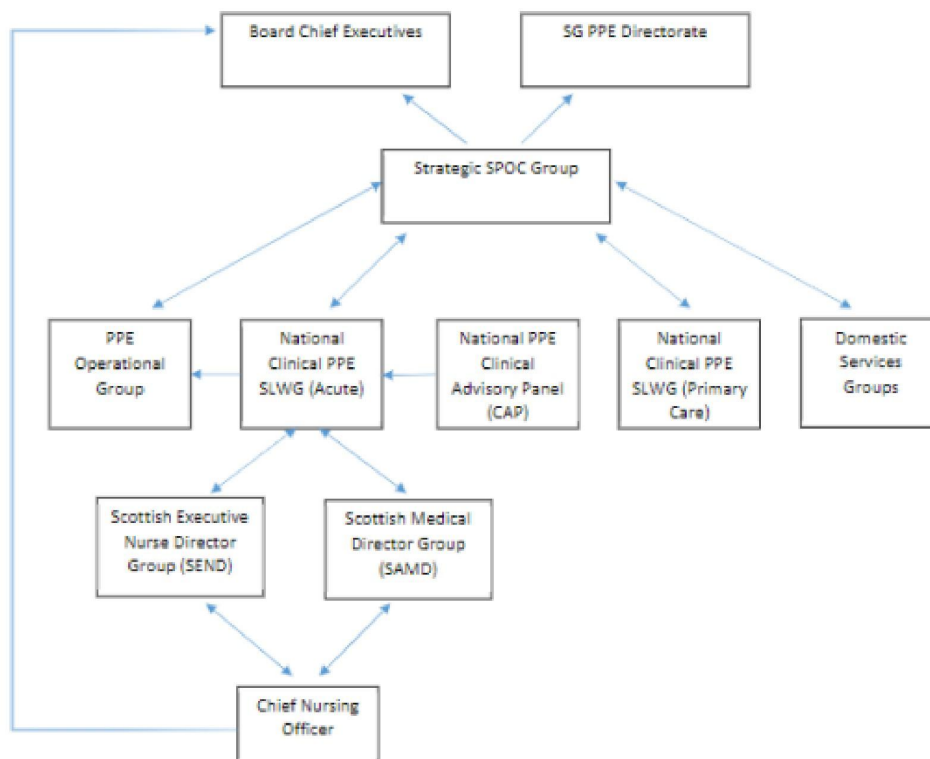 Board Chief Executives
SG PPE Directorate
Strategic SPOC Group
PPE
Operational
Group
National
Clinical PPE
SLWG (Acute)
National PPE
Clinical
Advisory Panel
(CAP)
National
Clinical PPE
SLWG (Primary
Care)
Domestic
Services
Groups
Scottish Executive
Nurse Director
Group (SEND)
Scottish Medical
Director Group
(SAMD)
Chief Nursing
Officer